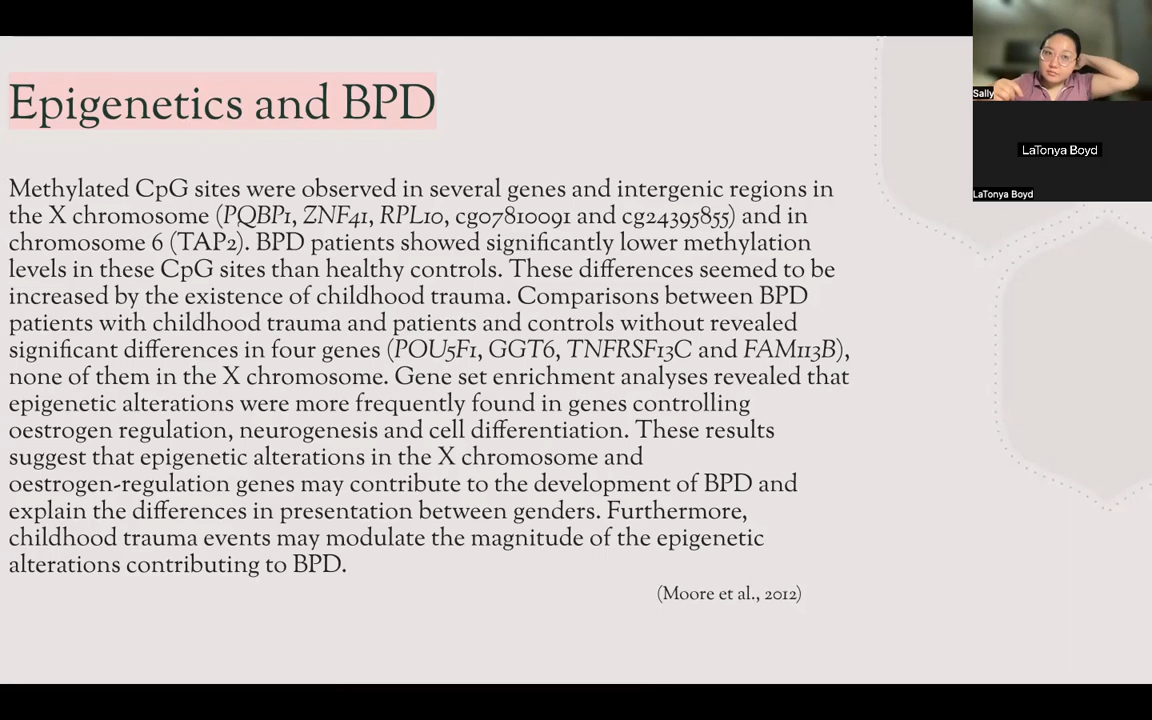 Epigenetics and BPD
Methylated CpG sites were observed in several genes and intergenic regions in
the X chromosome (PQBP1, ZNF41, RPL10, cg07810091 and cg24395855) and in
chromosome 6 (TAP2). BPD patients showed significantly lower methylation
levels in these CpG sites than healthy controls. These differences seemed to be
increased by the existence of childhood trauma. Comparisons between BPD
patients with childhood trauma and patients and controls without revealed
significant differences in four genes (POU5F1, GGT6, TNFRSF13C and FAM113B),
none of them in the X chromosome. Gene set enrichment analyses revealed that
epigenetic alterations were more frequently found in genes controlling
oestrogen regulation, neurogenesis and cell differentiation. These results
suggest that epigenetic alterations in the X chromosome and
oestrogen-regulation genes may contribute to the development of BPD and
explain the differences in presentation between genders. Furthermore,
childhood trauma events may modulate the magnitude of the epigenetic
alterations contributing to BPD.
(Moore et al., 2012)
Sally
LaTonya Boyd
LaTonya Boyd